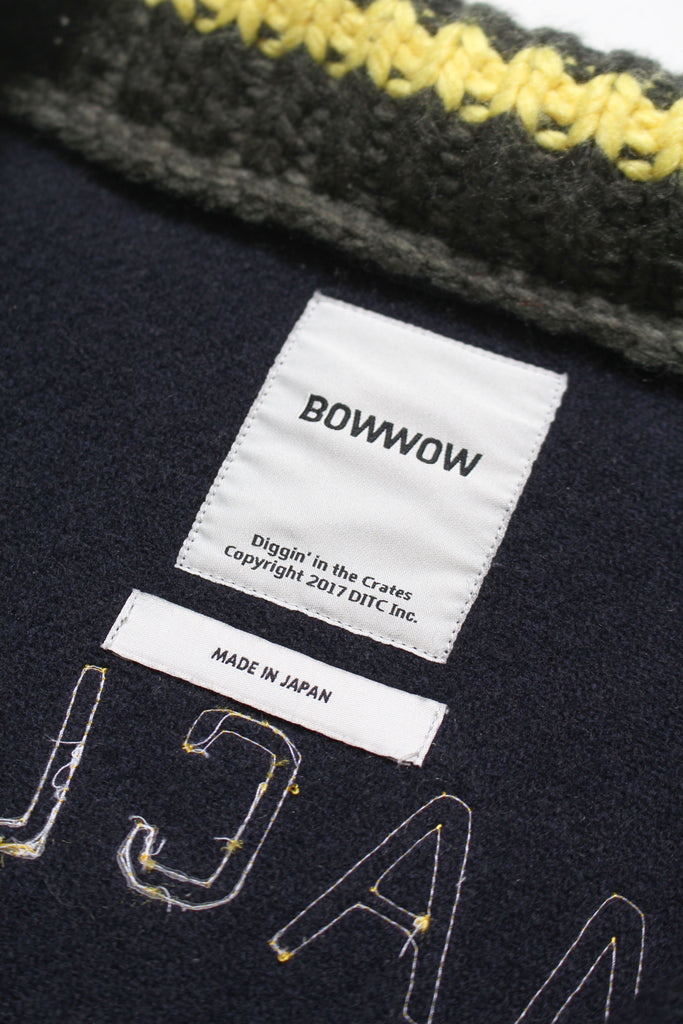 BOWWOW
Diggin' in the Crates
Copyright 2017 DITC Inc.
MADE IN JAPAN